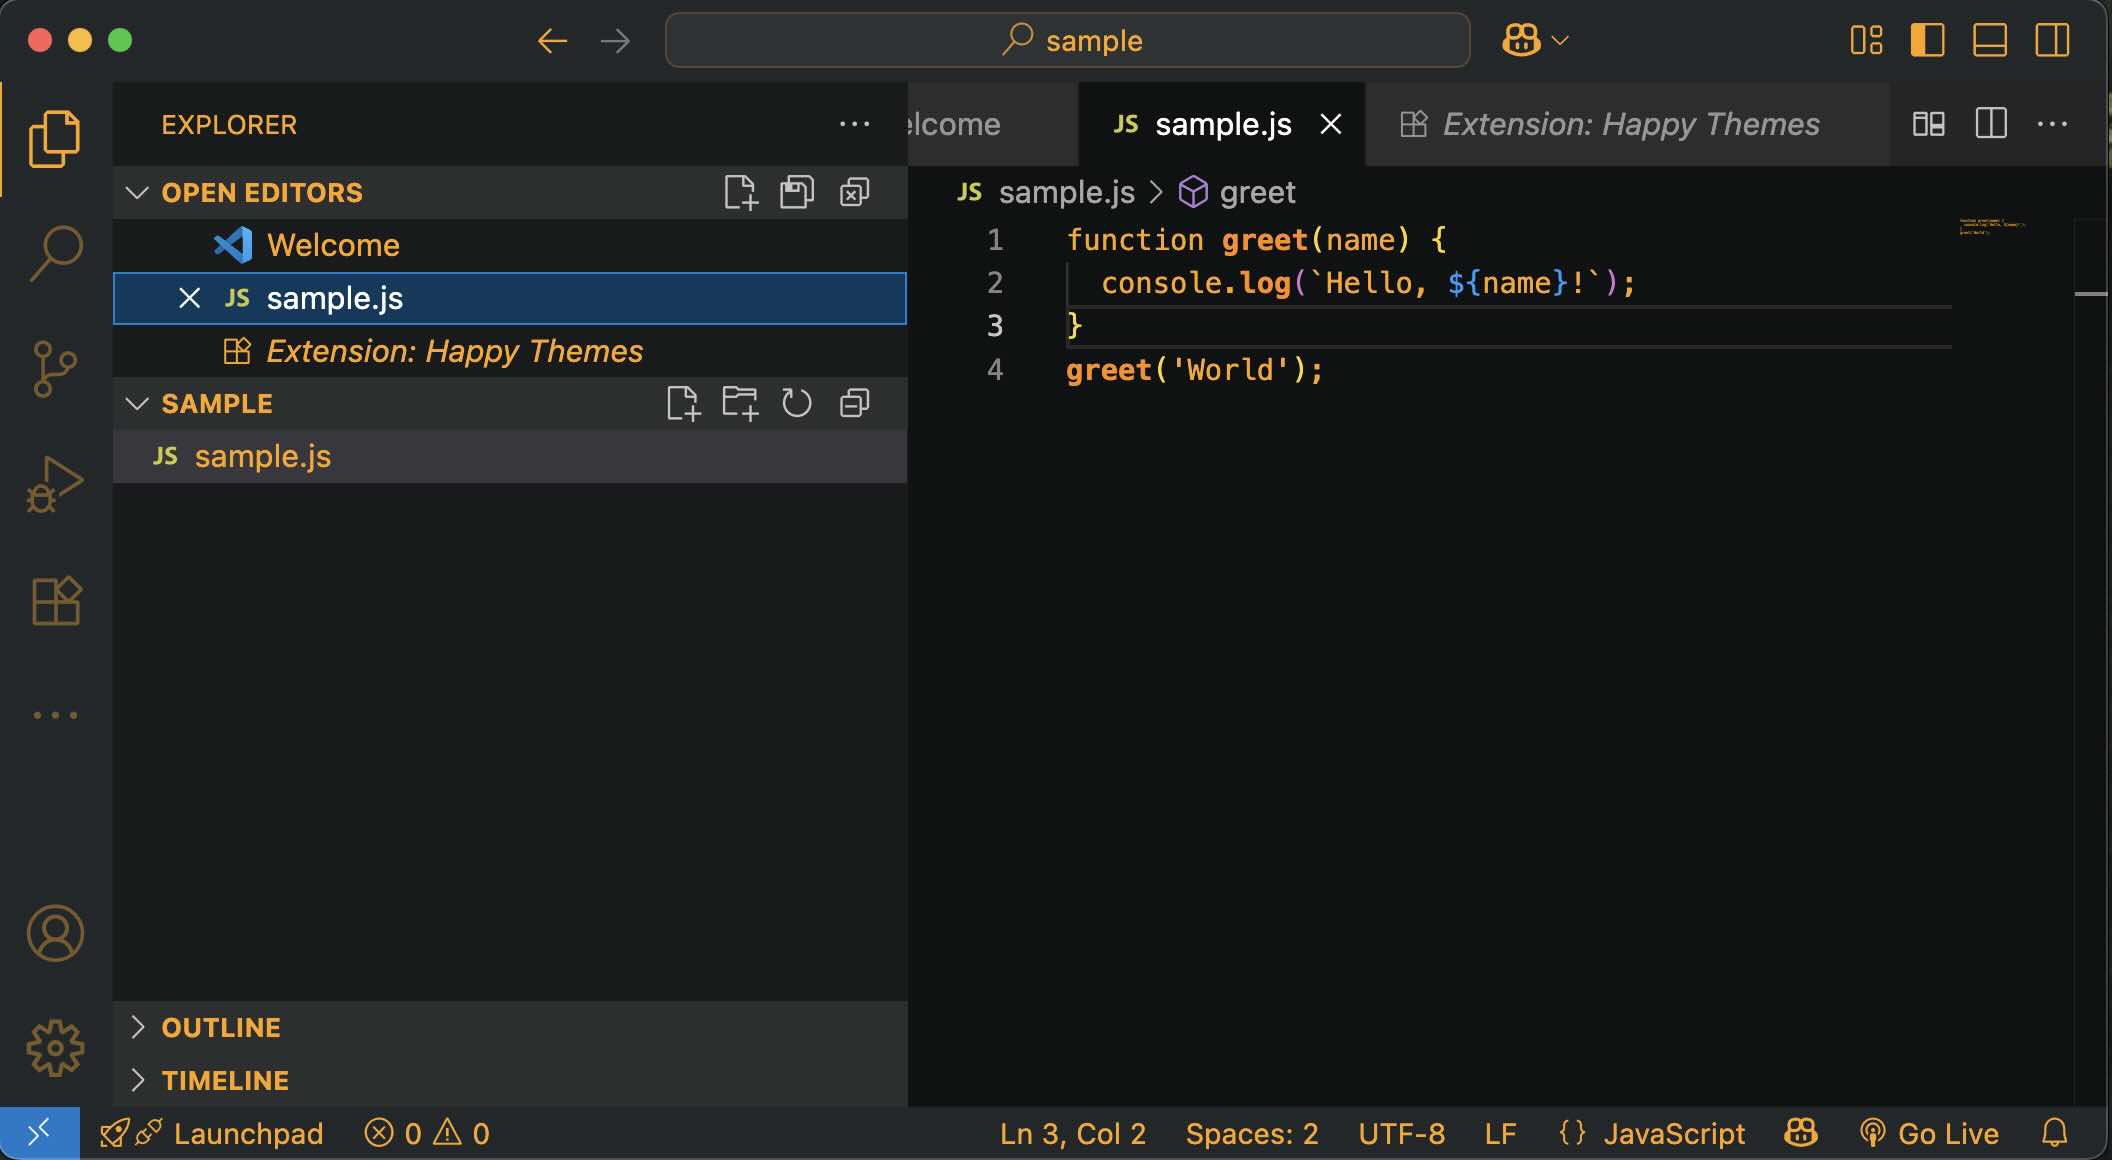 sample
EXPLORER
OPEN EDITORS
Welcome
JS sample.js
Extension: Happy Themes
SAMPLE
JS sample.js
OUTLINE
TIMELINE
elcome
JS sample.js
Extension: Happy Themes
JS sample.js > greet
1 function greet(name) {
2 console.log(`Hello, ${name}!`);
3 }
4 greet('World');
Launchpad 0 0 Ln 3, Col 2 Spaces: 2 UTF-8 LF {} JavaScript Go Live